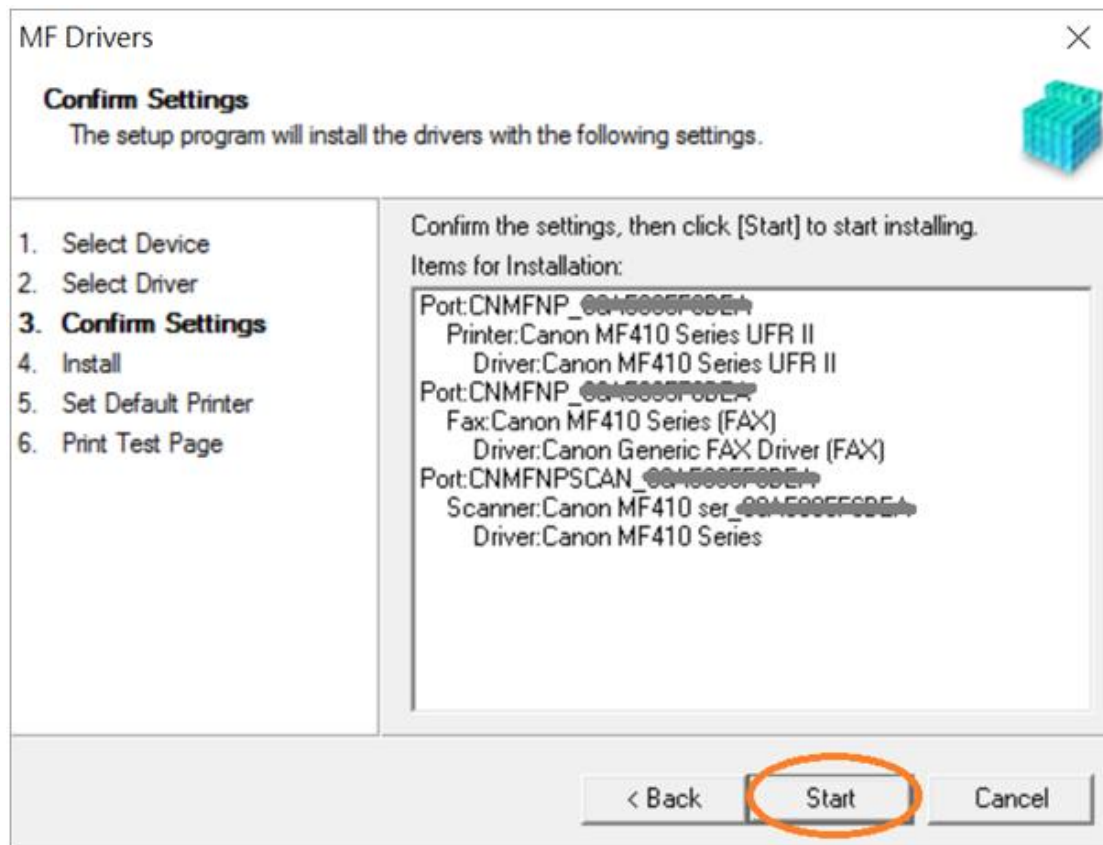 MF Drivers
Confirm Settings
The setup program will install the drivers with the following settings.
1. Select Device
2. Select Driver
3. Confirm Settings
4. Install
5. Set Default Printer
6. Print Test Page
Confirm the settings, then click [Start] to start installing.
Items for Installation:
Port:CNMFNP_
Printer:Canon MF410 Series UFR II
Driver:Canon MF410 Series UFR II
Port:CNMFNP_
Fax:Canon MF410 Series (FAX)
Driver:Canon Generic FAX Driver (FAX)
Port:CNMFNPSCAN_
Scanner:Canon MF410 ser_
Driver:Canon MF410 Series
< Back
Start
Cancel